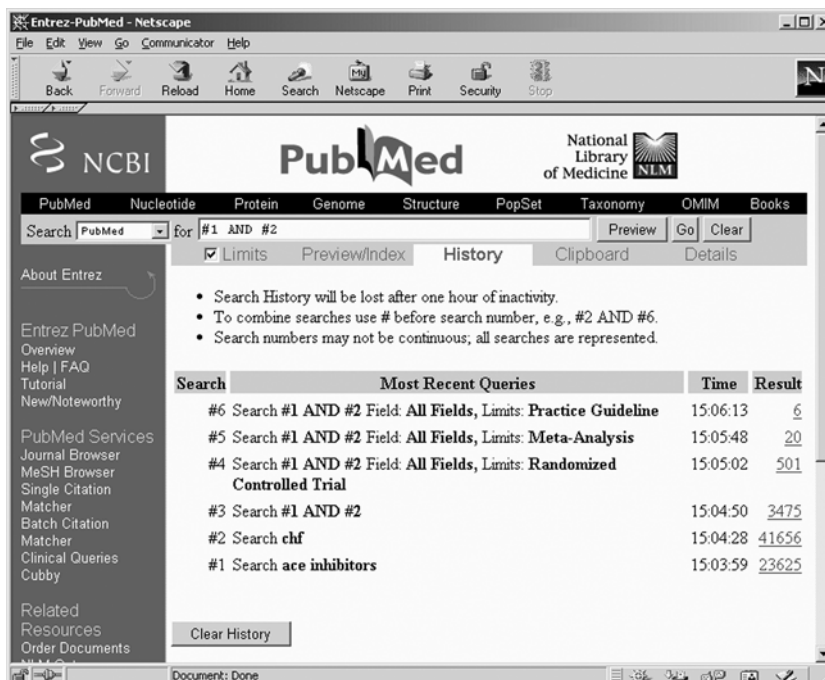 Entrez-PubMed - Netscape
File Edit View Go Communicator Help
Back Forward Reload Home Search Netscape Print Security Stop
My
N
NCBI
PubMed
National
Library
of Medicine NLM
PubMed Nucleotide Protein Genome Structure PopSet Taxonomy OMIM Books
Search PubMed for #1 AND #2 Preview Go Clear
Limits Preview/Index History Clipboard Details
About Entrez
Entrez PubMed
Overview
Help | FAQ
Tutorial
New/Noteworthy
PubMed Services
Journal Browser
MeSH Browser
Single Citation
Matcher
Batch Citation
Matcher
Clinical Queries
Cubby
Related
Resources
Order Documents
• Search History will be lost after one hour of inactivity.
• To combine searches use # before search number, e.g., #2 AND #6.
• Search numbers may not be continuous; all searches are represented.
Search Most Recent Queries Time Result
#6 Search #1 AND #2 Field: All Fields, Limits: Practice Guideline 15:06:13 6
#5 Search #1 AND #2 Field: All Fields, Limits: Meta-Analysis 15:05:48 20
#4 Search #1 AND #2 Field: All Fields, Limits: Randomized 15:05:02 501
Controlled Trial
#3 Search #1 AND #2 15:04:50 3475
#2 Search chf 15:04:28 41656
#1 Search ace inhibitors 15:03:59 23625
Clear History
Document: Done